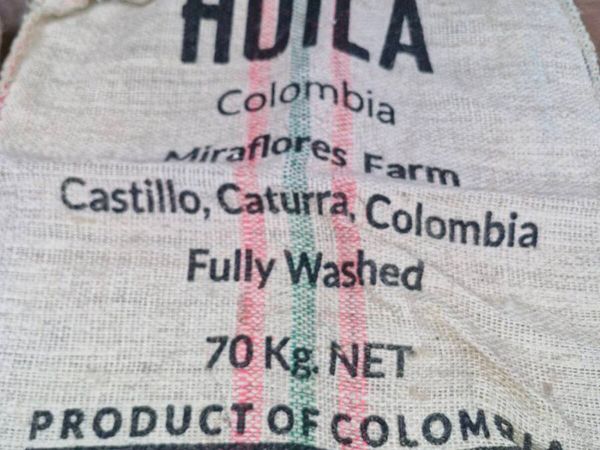 HUILA
Colombia
Miraflores Farm
Castillo, Caturra, Colombia
Fully Washed
70 Kg. NET
PRODUCT OF COLOMBIA